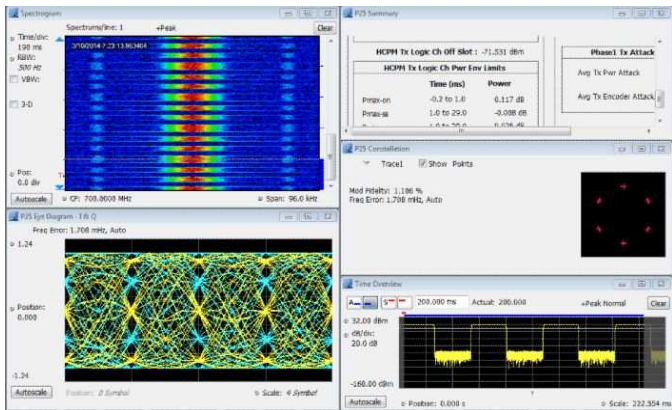 Spectrogram
Time/div:
190 ms
RBW:
300 Hz
VBW:
3-D
Pos:
0.0 div
Autoscale
Spectrums/line: 1
+Peak
Clear
CF: 708.8608 MHz
Span: 96.0 kHz
P25 Summary
HCPM Tx Logic Ch Off Slot : -71.531 dBm
HCPM Tx Logic Ch Pwr Env Limits
Time (ms) Power
Pmax-on -0.2 to 1.0 0.117 dB
Pmax-ss 1.0 to 29.0 -0.008 dB
Phase1 Tx Attack
Avg Tx Pwr Attack
Avg Tx Encoder Attack
P25 Constellation
Trace1
Show Points
Mod Fidelity: 1.186 %
Freq Error: 1.708 mHz, Auto
P25 Eye Diagram - I & Q
Freq Error: 1.708 mHz, Auto
1.24
Position:
0.000
-1.24
Autoscale
Position: 0 Symbol
Scale: 4 Symbol
Time Overview
200.000 ms
Actual: 200.000
+Peak Normal
Clear
32.00 dBm
dB/div:
20.0 dB
-168.00 dBm
Autoscale
Position: 0.000 s
Scale: 222.354 ms